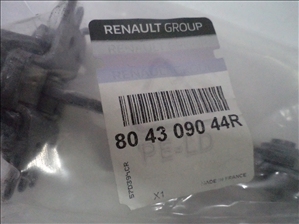 RENAULT GROUP
80 43 090 44R
X1
MADE IN FRANCE